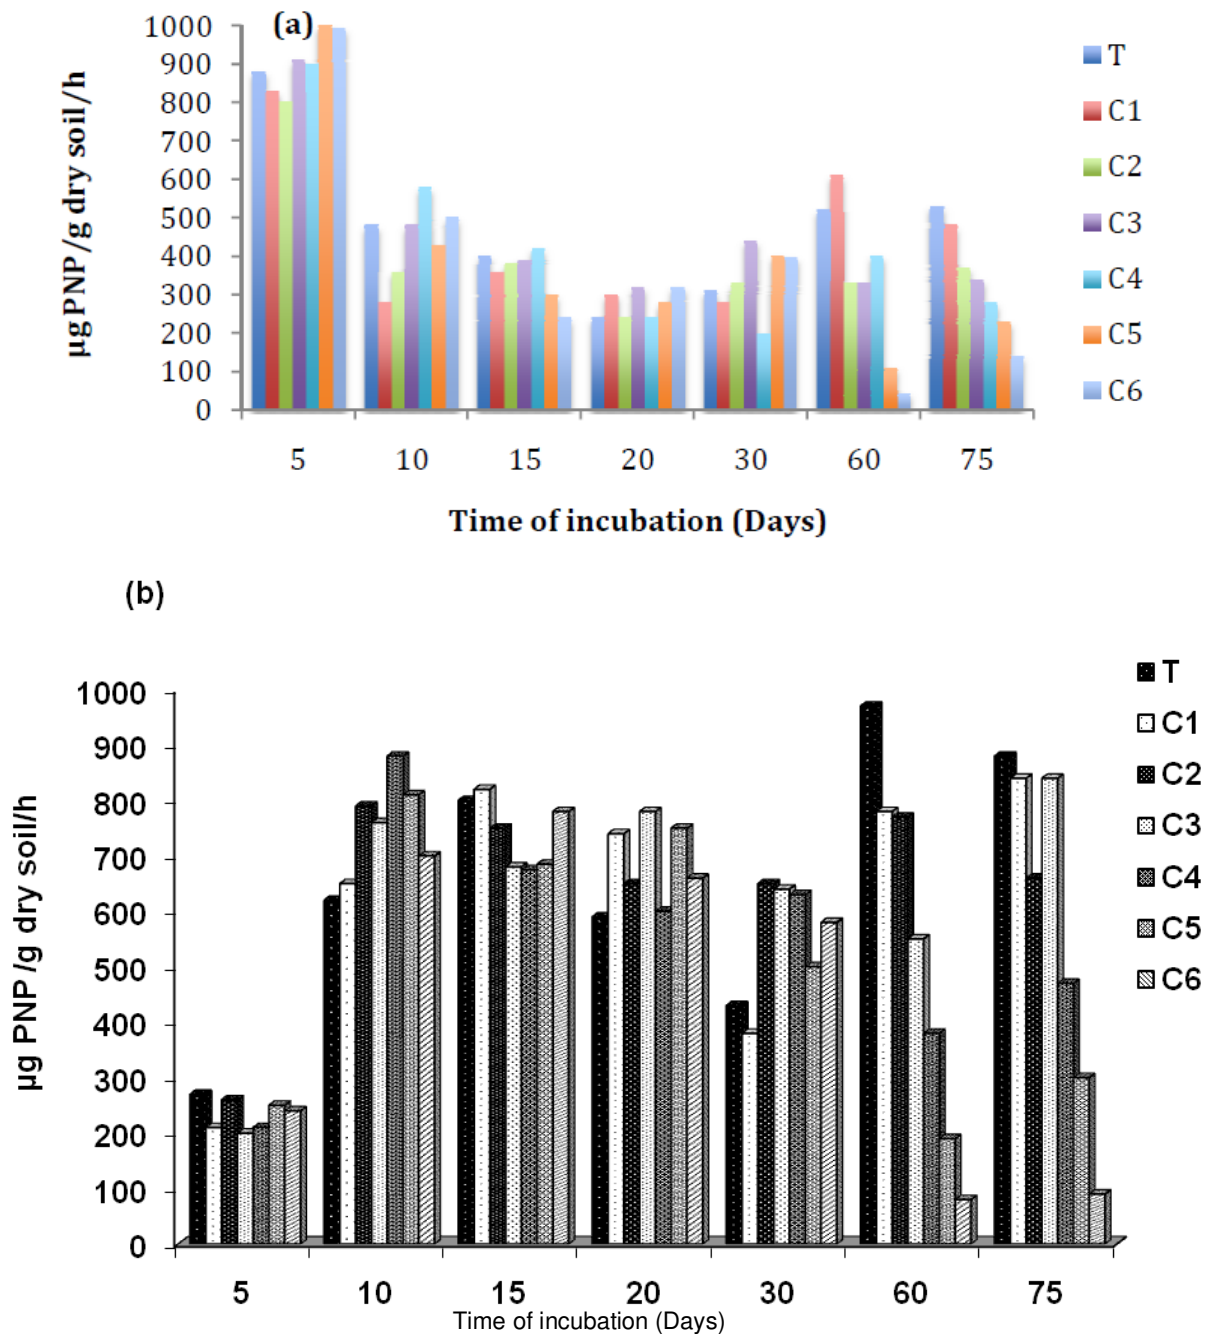 (a)
1000
900
800
700
600
500
400
300
200
100
0
µg PNP/g dry soil/h
5 10 15 20 30 60 75
Time of incubation (Days)
T
C1
C2
C3
C4
C5
C6
(b)
1000
900
800
700
600
500
400
300
200
100
0
µg PNP /g dry soil/h
5 10 15 20 30 60 75
Time of incubation (Days)
T
C1
C2
C3
C4
C5
C6